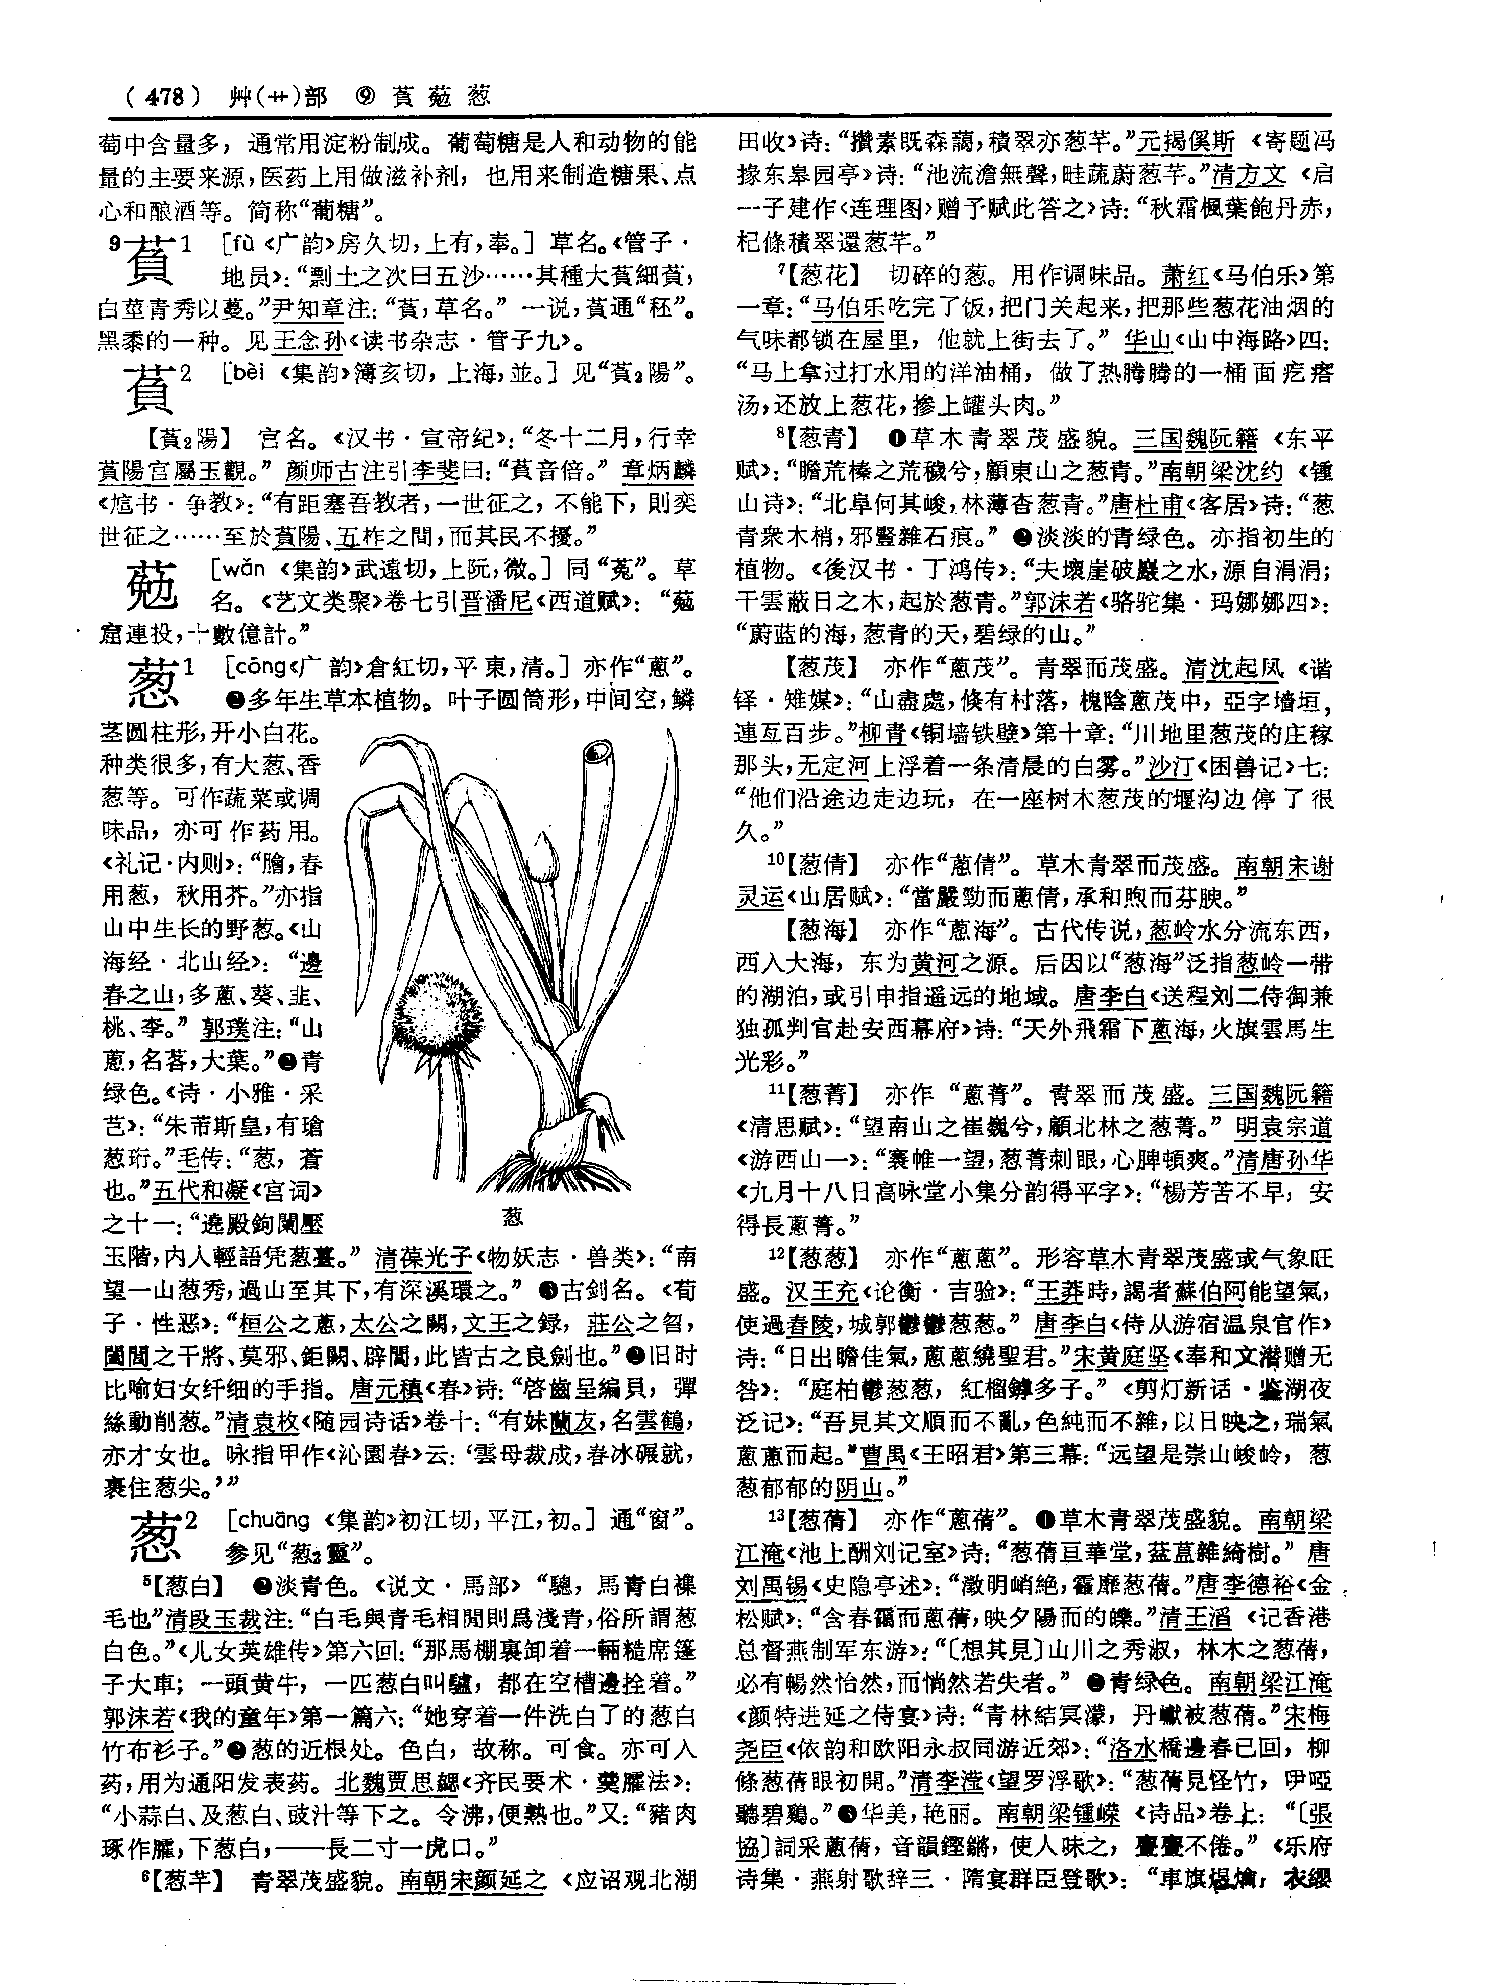 （478） 艸(艹)部 ⑨ 萯 葂 葱
萄中含量多，通常用淀粉制成。葡萄糖是人和动物的能
量的主要来源，医药上用做滋补剂，也用来制造糖果、点
心和酿酒等。简称“葡糖”。
9萯1 [fù《广韵》房久切，上有，奉。] 草名。《管子·
地员》：“剽土之次曰五沙……其種大萯細萯，
白莖青秀以蔓。”尹知章注：“萯，草名。” 一说，萯通“秠”。
黑黍的一种。见王念孙《读书杂志·管子九》。
萯2 [bèi《集韵》簿亥切，上海，並。] 见“萯2陽”。
【萯2陽】 宫名。《汉书·宣帝纪》：“冬十二月，行幸
萯陽宫屬玉觀。” 颜师古注引李斐曰：“萯音倍。” 章炳麟
《訄书·争教》：“有距塞吾教者，一世征之，不能下，則奕
世征之……至於萯陽、五柞之間，而其民不擾。”
葂 [wǎn《集韵》武遠切，上阮，微。] 同“莬”。草
名。《艺文类聚》卷七引晋潘尼《西道赋》：“葂
窟連投，十數億計。”
葱1 [cōng《广韵》倉紅切，平東，清。] 亦作“蔥”。
❶多年生草本植物。叶子圆筒形，中间空，鳞
茎圆柱形，开小白花。
种类很多，有大葱、香
葱等。可作蔬菜或调
味品，亦可作药用。
《礼记·内则》：“膾，春
用葱，秋用芥。”亦指
山中生长的野葱。《山
海经·北山经》：“邊
春之山，多蔥、葵、韭、
桃、李。” 郭璞注：“山
蔥，名茖，大葉。”❷青
绿色。《诗·小雅·采
芑》：“朱芾斯皇，有瑲
葱珩。”毛传：“葱，蒼
也。”五代和凝《宫词》
之十一：“遶殿鉤闌壓
葱
玉階，内人輕語凭葱臺。” 清葆光子《物妖志·兽类》：“南
望一山葱秀，過山至其下，有深溪環之。” ❸古剑名。《荀
子·性恶》：“桓公之蔥，太公之闕，文王之録，莊公之曶，
闔閭之干將、莫邪、鉅闕、辟閭，此皆古之良劍也。”❹旧时
比喻妇女纤细的手指。唐元稹《春》诗：“啓齒呈編貝，彈
絲動削葱。”清袁枚《随园诗话》卷十：“有妹蘭友，名雲鶴，
亦才女也。咏指甲作《沁園春》云：‘雲母裁成，春冰碾就，
裹住葱尖。’”
葱2 [chuāng《集韵》初江切，平江，初。] 通“窗”。
参见“葱2靈”。
5【葱白】 ❶淡青色。《说文·馬部》“驄，馬青白襍
毛也”清段玉裁注：“白毛與青毛相間則爲淺青，俗所謂葱
白色。”《儿女英雄传》第六回：“那馬棚裏卸着一輛糙席篷
子大車；一頭黄牛，一匹葱白叫驢，都在空槽邊拴着。”
郭沫若《我的童年》第一篇六：“她穿着一件洗白了的葱白
竹布衫子。”❷葱的近根处。色白，故称。可食。亦可入
药，用为通阳发表药。北魏贾思勰《齐民要术·羹臛法》：
“小蒜白、及葱白、豉汁等下之。令沸，便熟也。”又：“豬肉
琢作臛，下葱白，——長二寸一虎口。”
6【葱芊】 青翠茂盛貌。南朝宋颜延之《应诏观北湖
田收》诗：“攢素既森藹，積翠亦葱芊。”元揭傒斯《寄题冯
掾东皋园亭》诗：“池流澹無聲，畦蔬蔚葱芊。”清方文《启
一子建作〈连理图〉赠予赋此答之》诗：“秋霜楓葉飽丹赤，
杞條積翠還葱芊。”
7【葱花】 切碎的葱。用作调味品。萧红《马伯乐》第
一章：“马伯乐吃完了饭，把门关起来，把那些葱花油烟的
气味都锁在屋里，他就上街去了。” 华山《山中海路》四：
“马上拿过打水用的洋油桶，做了热腾腾的一桶面疙瘩
汤，还放上葱花，掺上罐头肉。”
8【葱青】 ❶草木青翠茂盛貌。三国魏阮籍《东平
赋》：“瞻荒榛之荒穢兮，顧東山之葱青。”南朝梁沈约《锺
山诗》：“北阜何其峻，林薄杳葱青。”唐杜甫《客居》诗：“葱
青衆木梢，邪豎雜石痕。” ❷淡淡的青绿色。亦指初生的
植物。《後汉书·丁鸿传》：“夫壞崖破巖之水，源自涓涓；
干雲蔽日之木，起於葱青。”郭沫若《骆驼集·玛娜娜四》：
“蔚蓝的海，葱青的天，碧绿的山。”
【葱茂】 亦作“蔥茂”。青翠而茂盛。清沈起凤《谐
铎·雉媒》：“山盡處，倏有村落，槐陰蔥茂中，亞字墻垣，
連亙百步。”柳青《铜墙铁壁》第十章：“川地里葱茂的庄稼
那头，无定河上浮着一条清晨的白雾。”沙汀《困兽记》七：
“他们沿途边走边玩，在一座树木葱茂的堰沟边停了很
久。”
10【葱倩】 亦作“蔥倩”。草木青翠而茂盛。南朝宋谢
灵运《山居赋》：“當嚴勁而蔥倩，承和煦而芬腴。”
【葱海】 亦作“蔥海”。古代传说，葱岭水分流东西，
西入大海，东为黄河之源。后因以“葱海”泛指葱岭一带
的湖泊，或引申指遥远的地域。唐李白《送程刘二侍御兼
独孤判官赴安西幕府》诗：“天外飛霜下蔥海，火旗雲馬生
光彩。”
11【葱菁】 亦作“蔥菁”。青翠而茂盛。三国魏阮籍
《清思赋》：“望南山之崔巍兮，顧北林之葱菁。” 明袁宗道
《游西山一》：“褰帷一望，葱菁刺眼，心脾頓爽。”清唐孙华
《九月十八日高咏堂小集分韵得平字》：“楊芳苦不早，安
得長蔥菁。”
12【葱葱】 亦作“蔥蔥”。形容草木青翠茂盛或气象旺
盛。汉王充《论衡·吉验》：“王莽時，謁者蘇伯阿能望氣，
使過舂陵，城郭鬱鬱葱葱。” 唐李白《侍从游宿温泉宫作》
诗：“日出瞻佳氣，蔥蔥繞聖君。”宋黄庭坚《奉和文潜赠无
咎》：“庭柏鬱葱葱，紅榴罅多子。”《剪灯新话·鉴湖夜
泛记》：“吾見其文順而不亂，色純而不雜，以日映之，瑞氣
蔥蔥而起。”曹禺《王昭君》第三幕：“远望是崇山峻岭，葱
葱郁郁的阴山。”
13【葱蒨】 亦作“蔥蒨”。❶草木青翠茂盛貌。南朝梁
江淹《池上酬刘记室》诗：“葱蒨亘華堂，葐蒀雜綺樹。” 唐
刘禹锡《史隐亭述》：“澂明峭絶，靃靡葱蒨。”唐李德裕《金
松赋》：“含春靄而蔥蒨，映夕陽而的皪。”清王滔《记香港
总督燕制军东游》：“〔想其見〕山川之秀淑，林木之葱蒨，
必有暢然怡然，而惝然若失者。” ❷青绿色。南朝梁江淹
《颜特进延之侍宴》诗：“青林結冥濛，丹巘被葱蒨。”宋梅
尧臣《依韵和欧阳永叔同游近郊》：“洛水橋邊春已回，柳
條葱蒨眼初開。”清李滢《望罗浮歌》：“葱蒨見怪竹，咿啞
聽碧鷄。”❸华美，艳丽。南朝梁锺嵘《诗品》卷上：“〔張
協〕詞采蔥蒨，音韻鏗鏘，使人味之，亹亹不倦。”《乐府
诗集·燕射歌辞三·隋宴群臣登歌》：“車旗煜爚，衣纓